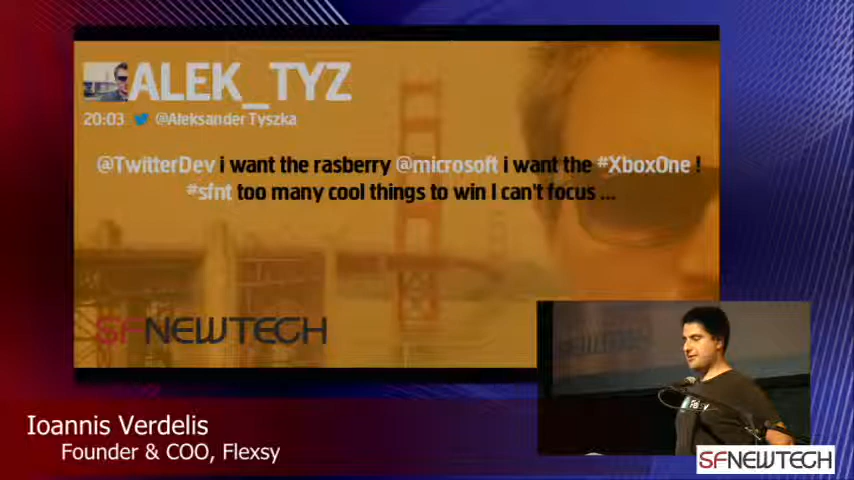 ALEK_TYZ
20:03 @Aleksander Tyszka
@TwitterDev i want the rasberry @microsoft i want the #XboxOne !
#sfnt too many cool things to win I can't focus ...
SFNEWTECH
Ioannis Verdelis
Founder & COO, Flexsy
SFNEWTECH